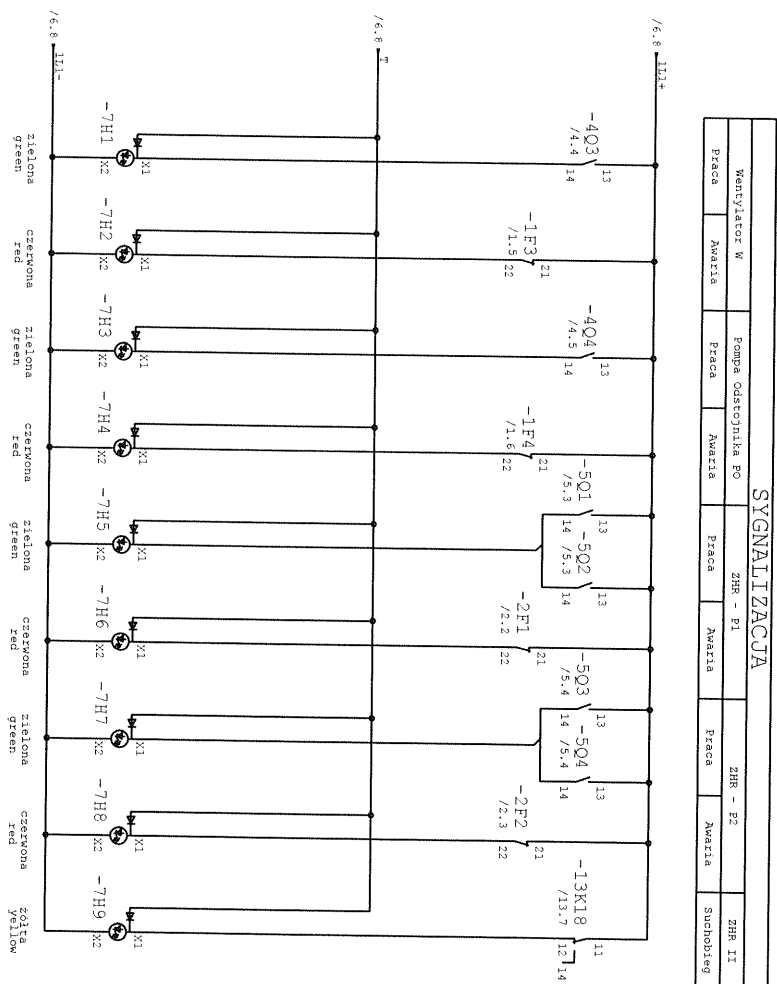 SYGNALIZACJA
Wentylator W
Pompa Odstojnika PO
ZHR - P1
ZHR - P2
ZHR II
Praca
Awaria
Praca
Awaria
Praca
Awaria
Praca
Awaria
Suchobieg
/6.8
1L1+
-4Q3
/4.4
13
14
-1F3
/1.5
21
22
-4Q4
/4.5
13
14
-1F4
/1.6
21
22
-5Q1
/5.3
13
14
-5Q2
/5.3
13
14
-2F1
/2.2
21
22
-5Q3
/5.4
13
14
-5Q4
/5.4
13
14
-2F2
/2.3
21
22
-13K18
/13.7
11
12
14
/6.8
T
-7H1
X1
X2
-7H2
X1
X2
-7H3
X1
X2
-7H4
X1
X2
-7H5
X1
X2
-7H6
X1
X2
-7H7
X1
X2
-7H8
X1
X2
-7H9
X1
X2
/6.8
1L1-
zielona
green
czerwona
red
zielona
green
czerwona
red
zielona
green
czerwona
red
zielona
green
czerwona
red
żółta
yellow